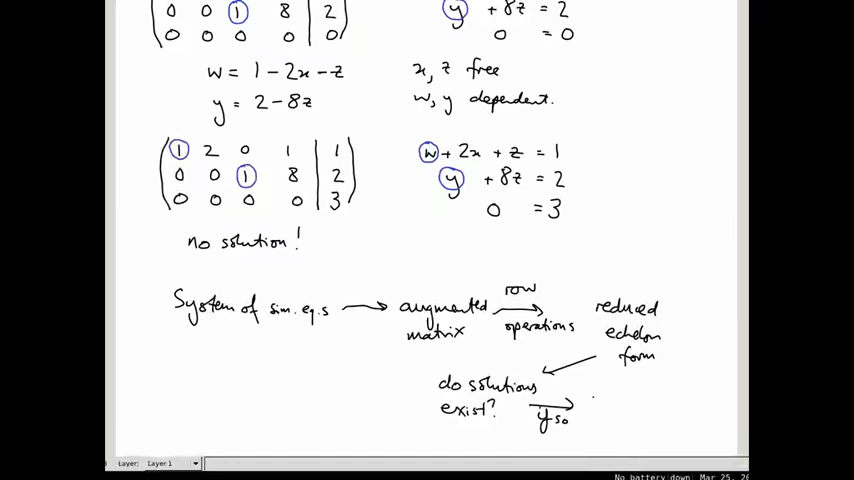 0 0 1 8 | 2 y + 8z = 2
0 0 0 0 | 0 0 = 0
w = 1 - 2x - z x, z free
y = 2 - 8z w, y dependent.
1 2 0 1 | 1 w + 2x + z = 1
0 0 1 8 | 2 y + 8z = 2
0 0 0 0 | 3 0 = 3
no solution!
row
System of sim. eq.s → augmented → reduced
matrix operations echelon
form
do solutions
exist? → if so
Layer: Layer 1
No battery down Mar 25, 20